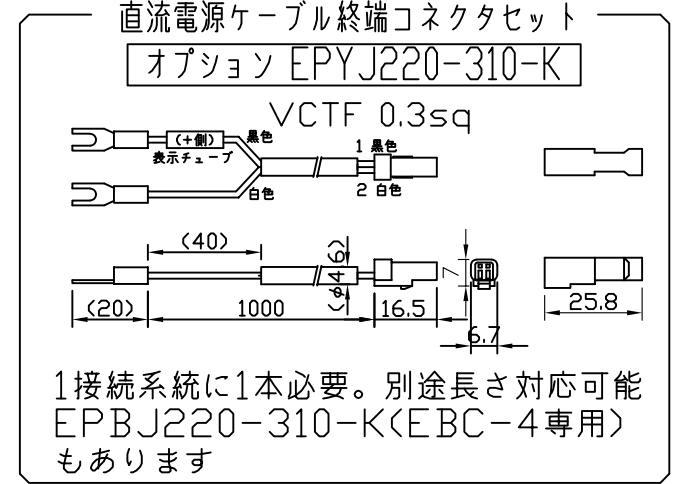 直流電源ケーブル終端コネクタセット
オプション EPYJ220-310-K
VCTF 0.3sq
(+側)
黒色
表示チューブ
1 黒色
白色
2 白色
(40)
(φ4.6)
7
(20)
1000
16.5
25.8
6.7
1接続系統に1本必要。別途長さ対応可能
EPBJ220-310-K(EBC-4専用)
もあります